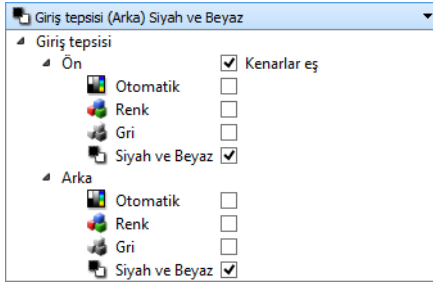 Giriş tepsisi (Arka) Siyah ve Beyaz
Giriş tepsisi
Ön Kenarlar eş
Otomatik
Renk
Gri
Siyah ve Beyaz
Arka
Otomatik
Renk
Gri
Siyah ve Beyaz